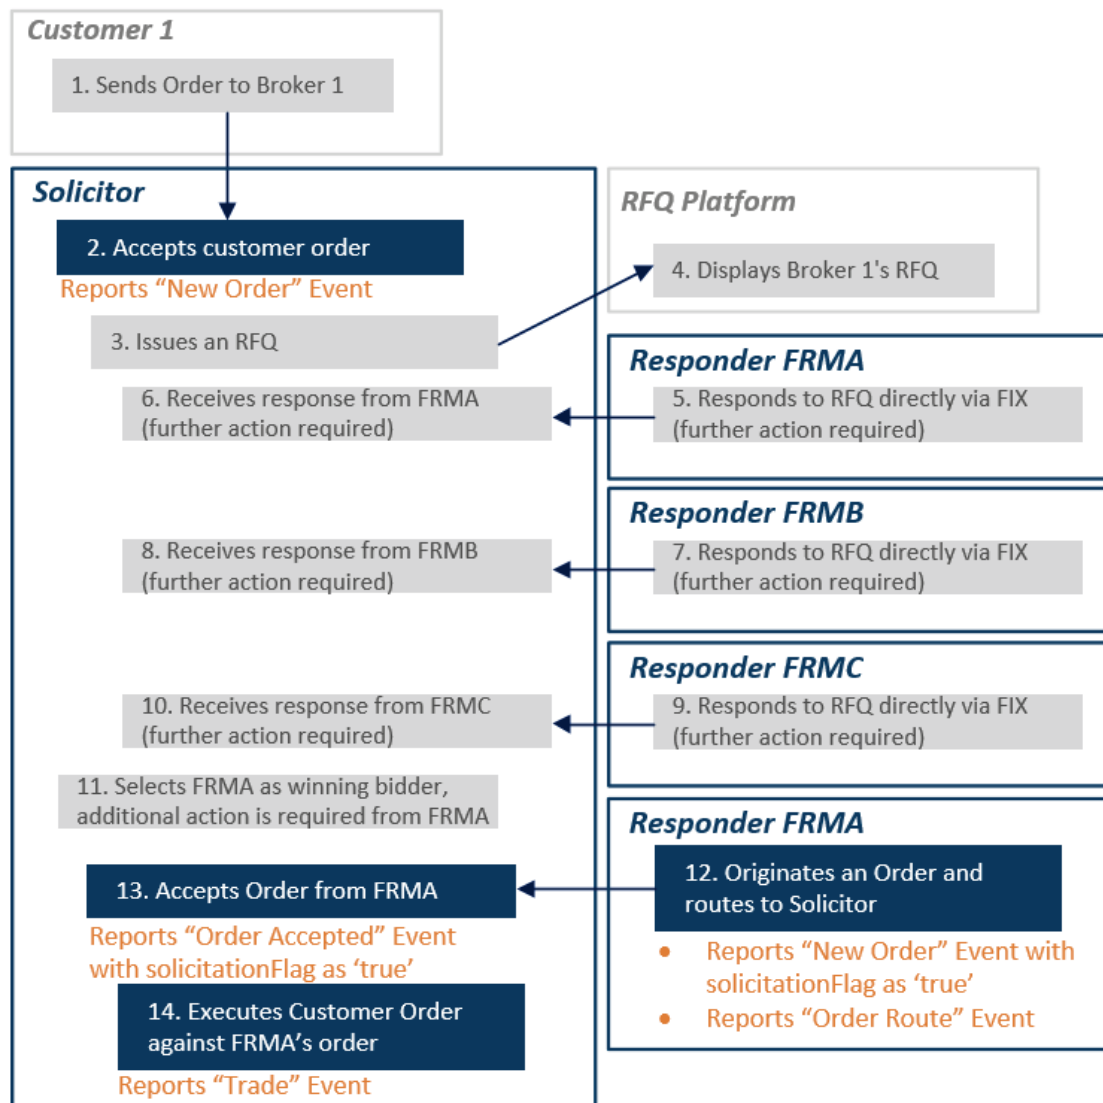 Customer 1
1. Sends Order to Broker 1
Solicitor
2. Accepts customer order
Reports “New Order” Event
3. Issues an RFQ
RFQ Platform
4. Displays Broker 1's RFQ
Responder FRMA
5. Responds to RFQ directly via FIX
(further action required)
6. Receives response from FRMA
(further action required)
Responder FRMB
7. Responds to RFQ directly via FIX
(further action required)
8. Receives response from FRMB
(further action required)
Responder FRMC
9. Responds to RFQ directly via FIX
(further action required)
10. Receives response from FRMC
(further action required)
11. Selects FRMA as winning bidder,
additional action is required from FRMA
Responder FRMA
12. Originates an Order and
routes to Solicitor
• Reports “New Order” Event with
solicitationFlag as ‘true’
• Reports “Order Route” Event
13. Accepts Order from FRMA
Reports “Order Accepted” Event
with solicitationFlag as ‘true’
14. Executes Customer Order
against FRMA’s order
Reports “Trade” Event